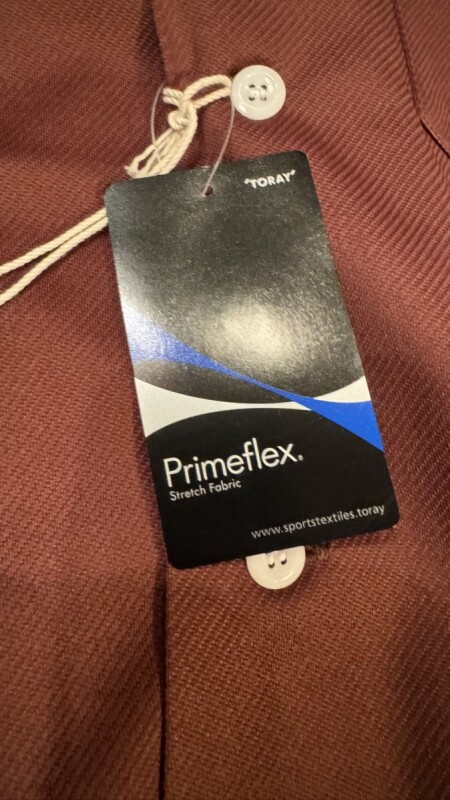 'TORAY'
Primeflex®
Stretch Fabric
www.sportstextiles.toray